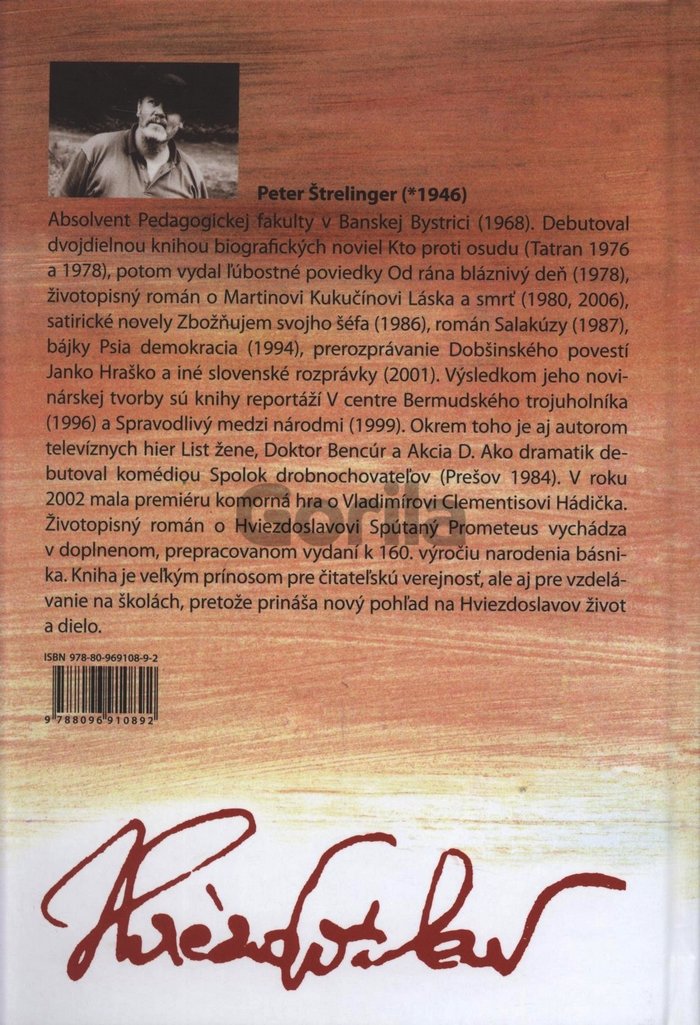 Peter Štrelinger (*1946)
Absolvent Pedagogickej fakulty v Banskej Bystrici (1968). Debutoval
dvojdielnou knihou biografických noviel Kto proti osudu (Tatran 1976
a 1978), potom vydal ľúbostné poviedky Od rána bláznivý deň (1978),
životopisný román o Martinovi Kukučínovi Láska a smrť (1980, 2006),
satirické novely Zbožňujem svojho šéfa (1986), román Salakúzy (1987),
bájky Psia demokracia (1994), prerozprávanie Dobšinského povestí
Janko Hraško a iné slovenské rozprávky (2001). Výsledkom jeho novi-
nárskej tvorby sú knihy reportáží V centre Bermudského trojuholníka
(1996) a Spravodlivý medzi národmi (1999). Okrem toho je aj autorom
televíznych hier List žene, Doktor Bencúr a Akcia D. Ako dramatik de-
butoval komédiou Spolok drobnochovateľov (Prešov 1984). V roku
2002 mala premiéru komorná hra o Vladimírovi Clementisovi Hádička.
Gorila
Životopisný román o Hviezdoslavovi Spútaný Prometeus vychádza
v doplnenom, prepracovanom vydaní k 160. výročiu narodenia básni-
ka. Kniha je veľkým prínosom pre čitateľskú verejnosť, ale aj pre vzdelá-
vanie na školách, pretože prináša nový pohľad na Hviezdoslavov život
a dielo.
ISBN 978-80-969108-9-2
9 788096 910892
Hviezdoslav